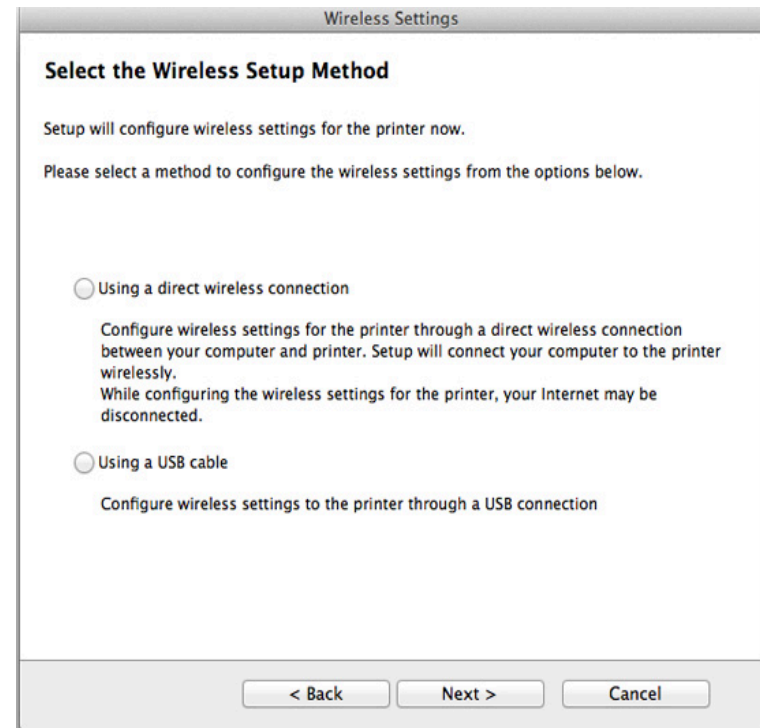 Wireless Settings
Select the Wireless Setup Method
Setup will configure wireless settings for the printer now.
Please select a method to configure the wireless settings from the options below.
Using a direct wireless connection
Configure wireless settings for the printer through a direct wireless connection
between your computer and printer. Setup will connect your computer to the printer
wirelessly.
While configuring the wireless settings for the printer, your Internet may be
disconnected.
Using a USB cable
Configure wireless settings to the printer through a USB connection
< Back Next > Cancel